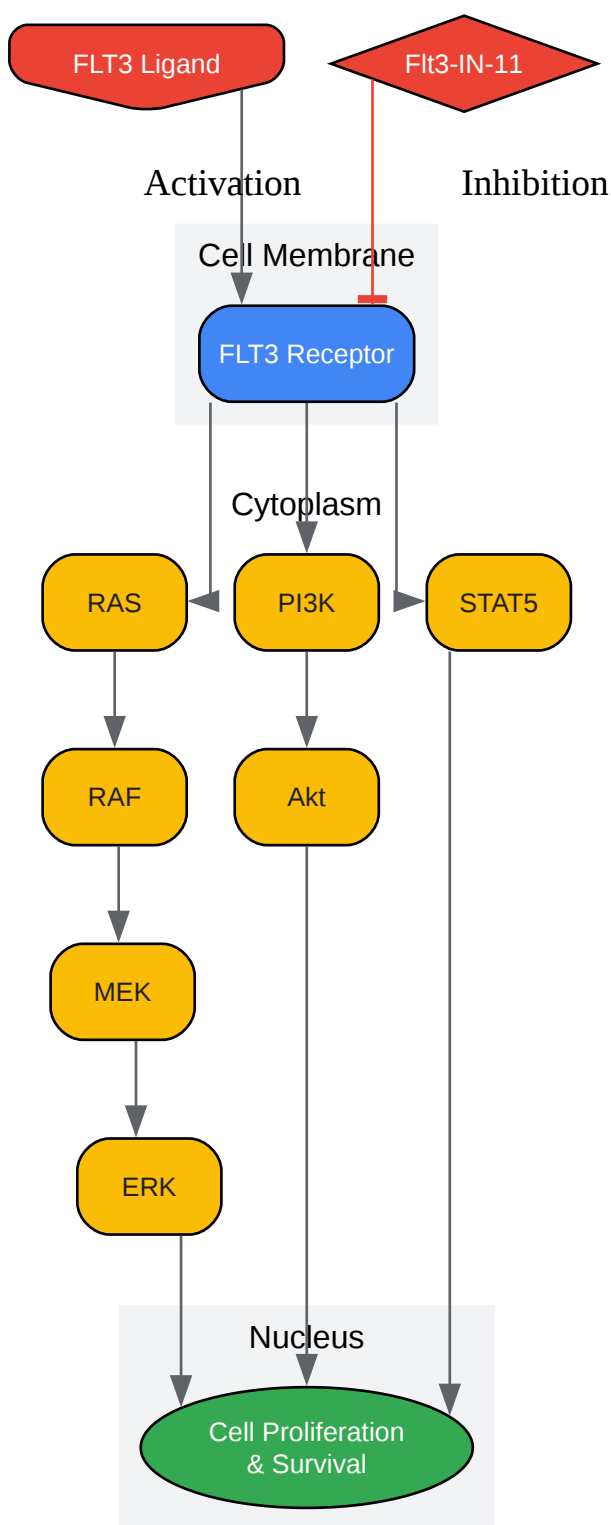 FLT3 Ligand
Flt3-IN-11
Activation
Inhibition
Cell Membrane
FLT3 Receptor
Cytoplasm
RAS
PI3K
STAT5
RAF
Akt
MEK
ERK
Nucleus
Cell Proliferation
& Survival